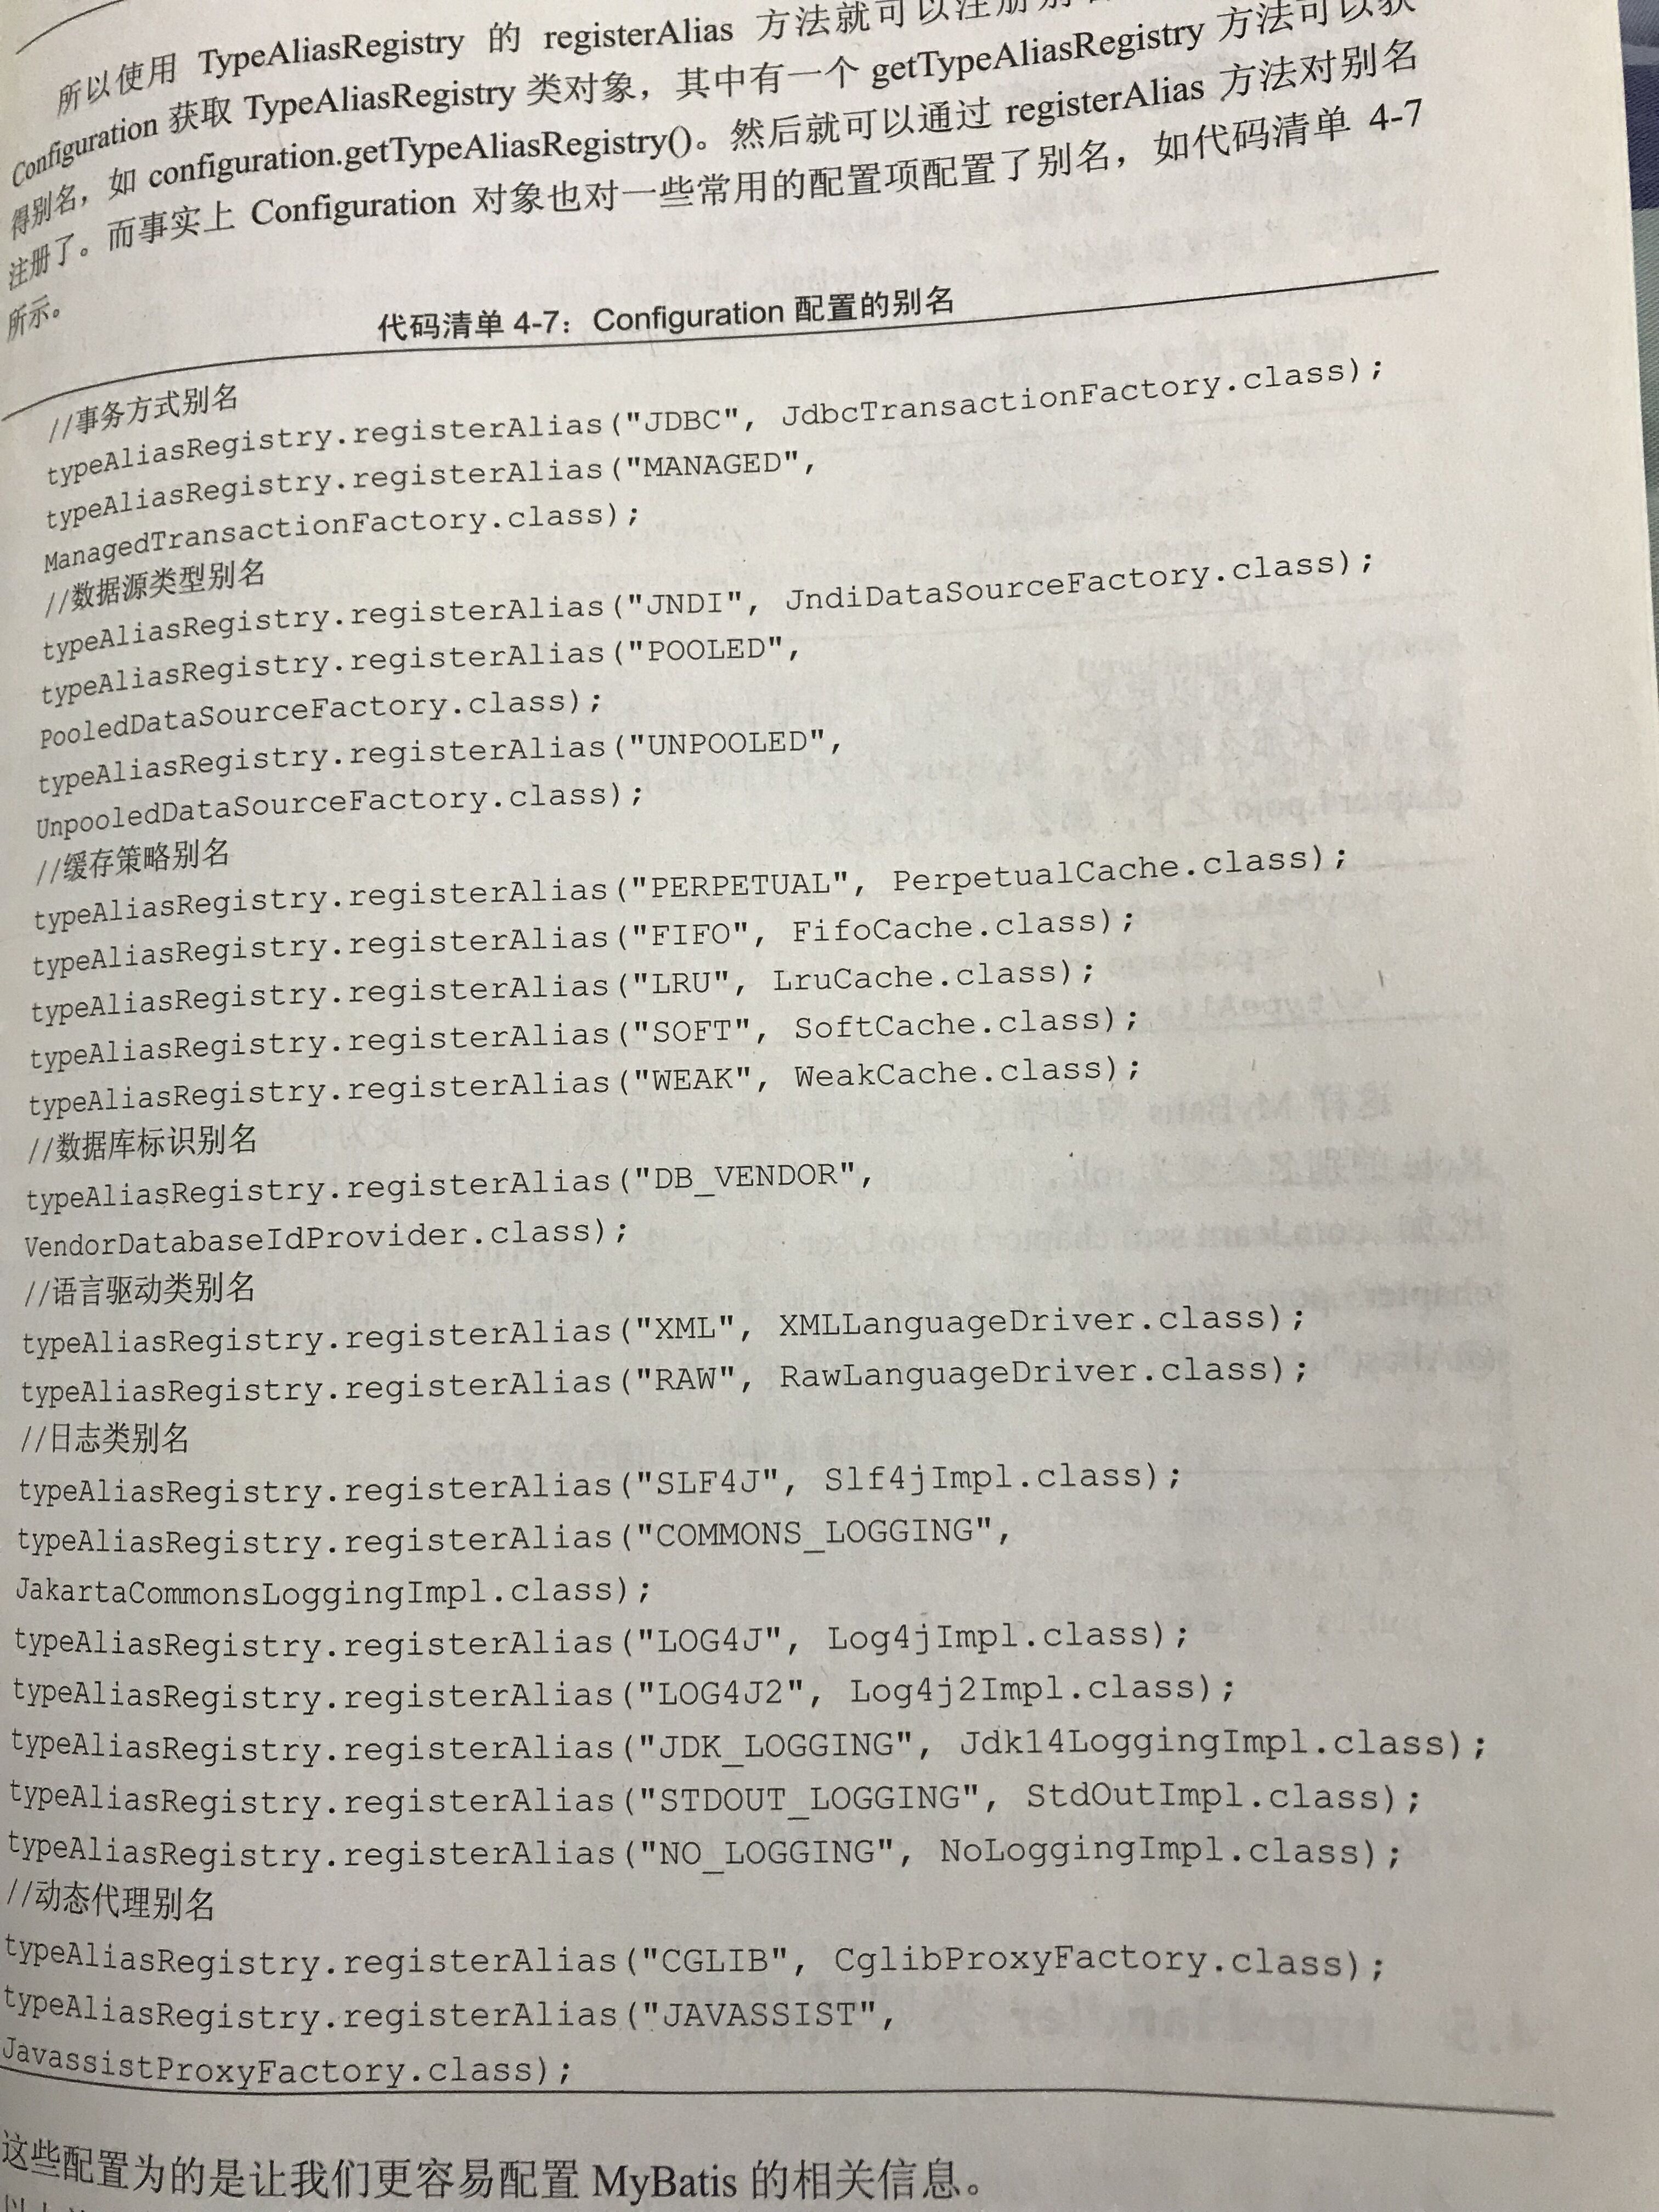 所以使用 TypeAliasRegistry 的 registerAlias 方法就可以注册别
Configuration 获取 TypeAliasRegistry 类对象，其中有一个 getTypeAliasRegistry 方法可以获
得别名，如 configuration.getTypeAliasRegistry()。然后就可以通过 registerAlias 方法对别名
注册了。而事实上 Configuration 对象也对一些常用的配置项配置了别名，如代码清单 4-7
所示。
代码清单 4-7：Configuration 配置的别名
//事务方式别名
typeAliasRegistry.registerAlias("JDBC", JdbcTransactionFactory.class);
typeAliasRegistry.registerAlias("MANAGED",
ManagedTransactionFactory.class);
//数据源类型别名
typeAliasRegistry.registerAlias("JNDI", JndiDataSourceFactory.class);
typeAliasRegistry.registerAlias("POOLED",
PooledDataSourceFactory.class);
typeAliasRegistry.registerAlias("UNPOOLED",
UnpooledDataSourceFactory.class);
//缓存策略别名
typeAliasRegistry.registerAlias("PERPETUAL", PerpetualCache.class);
typeAliasRegistry.registerAlias("FIFO", FifoCache.class);
typeAliasRegistry.registerAlias("LRU", LruCache.class);
typeAliasRegistry.registerAlias("SOFT", SoftCache.class);
typeAliasRegistry.registerAlias("WEAK", WeakCache.class);
//数据库标识别名
typeAliasRegistry.registerAlias("DB_VENDOR",
VendorDatabaseIdProvider.class);
//语言驱动类别名
typeAliasRegistry.registerAlias("XML", XMLLanguageDriver.class);
typeAliasRegistry.registerAlias("RAW", RawLanguageDriver.class);
//日志类别名
typeAliasRegistry.registerAlias("SLF4J", Slf4jImpl.class);
typeAliasRegistry.registerAlias("COMMONS_LOGGING",
JakartaCommonsLoggingImpl.class);
typeAliasRegistry.registerAlias("LOG4J", Log4jImpl.class);
typeAliasRegistry.registerAlias("LOG4J2", Log4j2Impl.class);
typeAliasRegistry.registerAlias("JDK_LOGGING", Jdk14LoggingImpl.class);
typeAliasRegistry.registerAlias("STDOUT_LOGGING", StdOutImpl.class);
typeAliasRegistry.registerAlias("NO_LOGGING", NoLoggingImpl.class);
//动态代理别名
typeAliasRegistry.registerAlias("CGLIB", CglibProxyFactory.class);
typeAliasRegistry.registerAlias("JAVASSIST",
JavassistProxyFactory.class);
这些配置为的是让我们更容易配置 MyBatis 的相关信息。